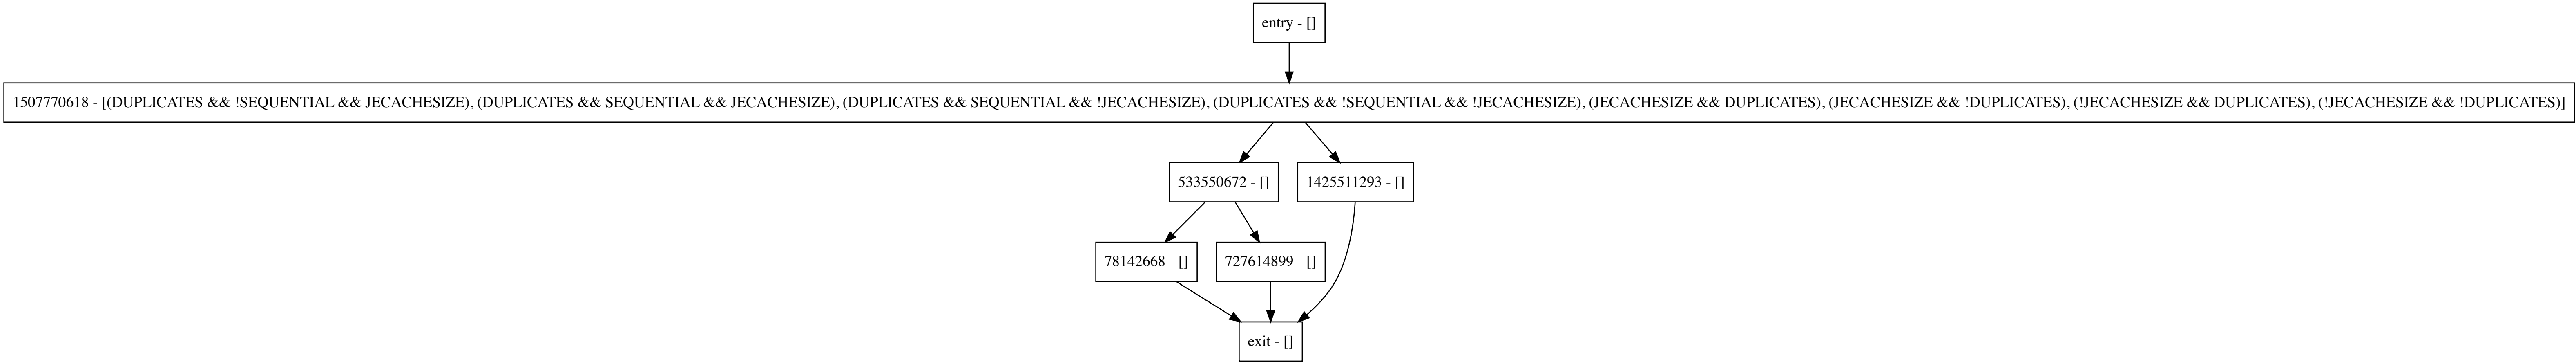 entry - []
1507770618 - [(DUPLICATES && !SEQUENTIAL && JECACHESIZE), (DUPLICATES && SEQUENTIAL && JECACHESIZE), (DUPLICATES && SEQUENTIAL && !JECACHESIZE), (DUPLICATES && !SEQUENTIAL && !JECACHESIZE), (JECACHESIZE && DUPLICATES), (JECACHESIZE && !DUPLICATES), (!JECACHESIZE && DUPLICATES), (!JECACHESIZE && !DUPLICATES)]
533550672 - []
1425511293 - []
78142668 - []
727614899 - []
exit - []